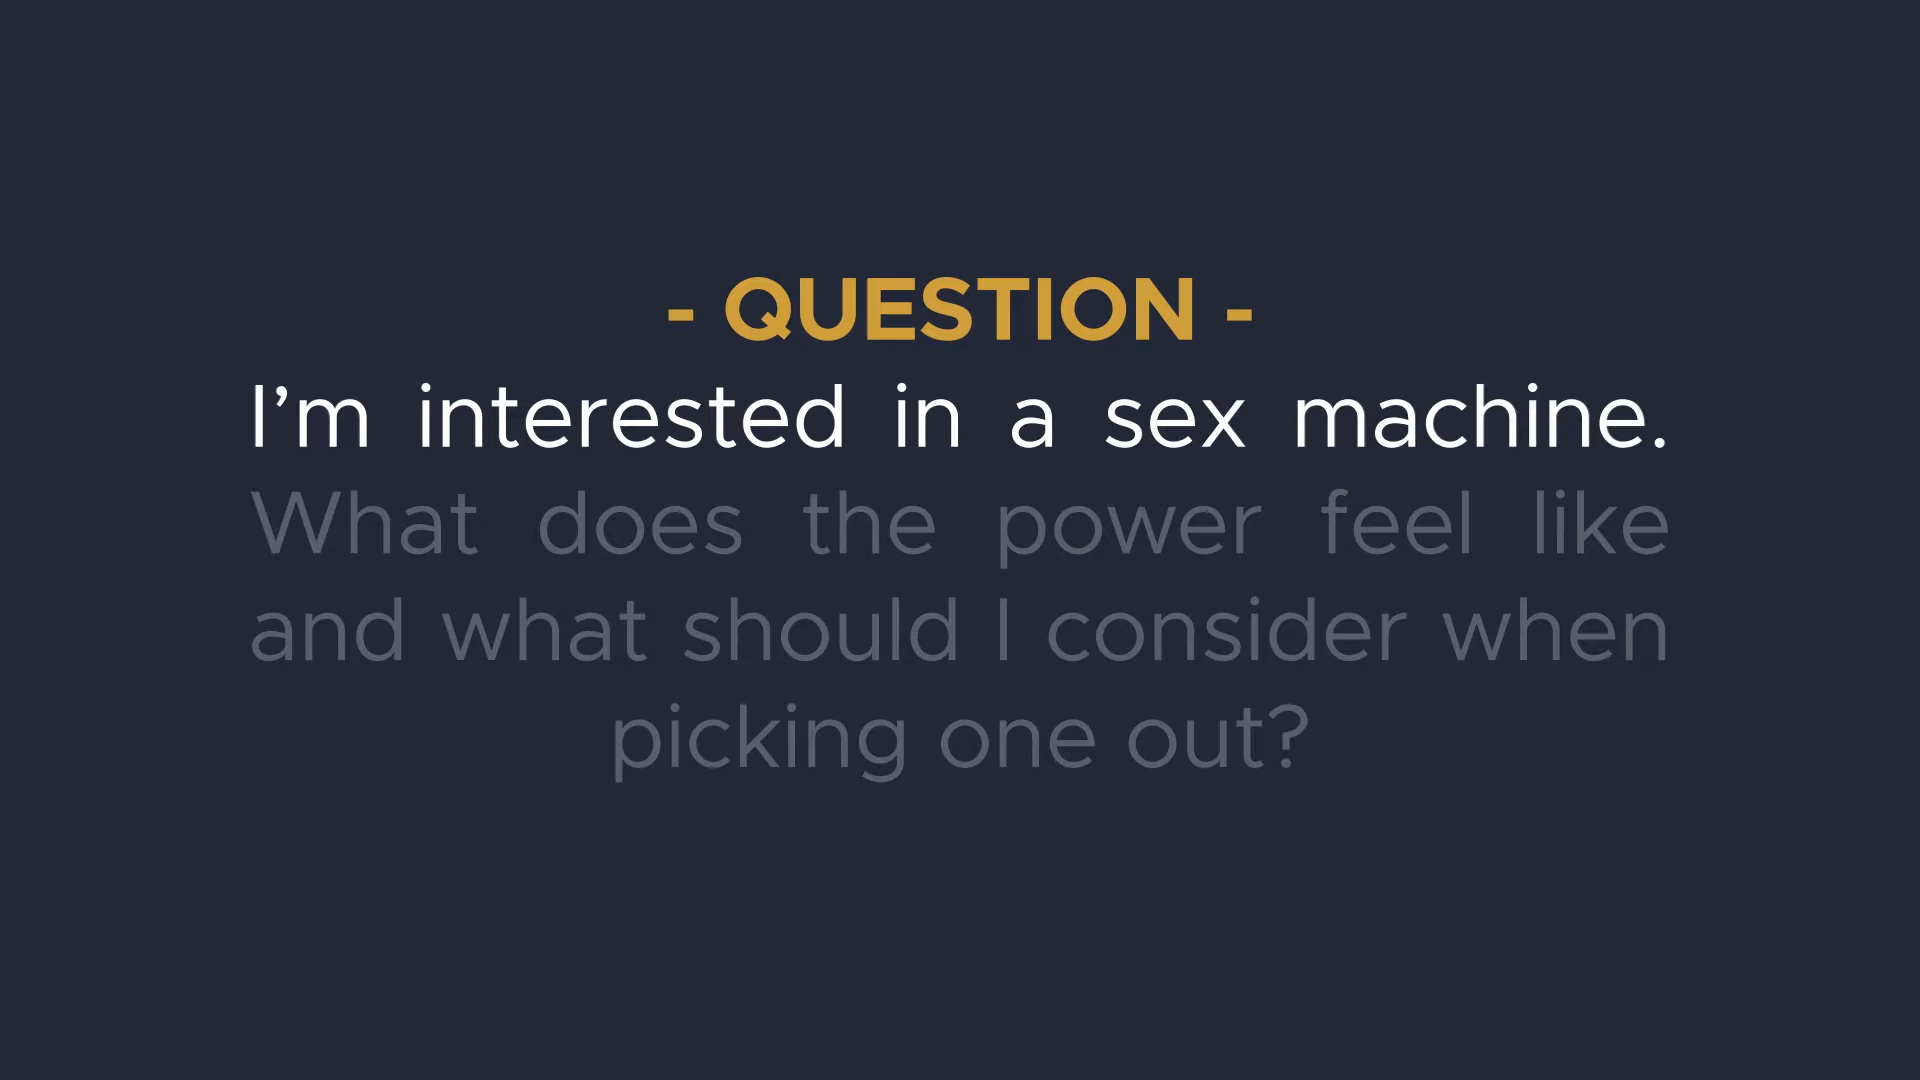 - QUESTION -
I’m interested in a sex machine.
What does the power feel like
and what should I consider when
picking one out?